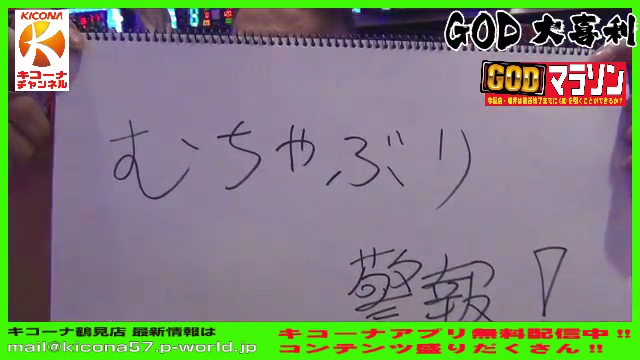 KICONA
キコーナ
チャンネル
GOD 大喜利
GODマラソン
むちゃぶり
警報!
キコーナ鶴見店 最新情報は
mail@kicona57.p-world.jp
キコーナアプリ無料配信中!!
コンテンツ盛りだくさん!!